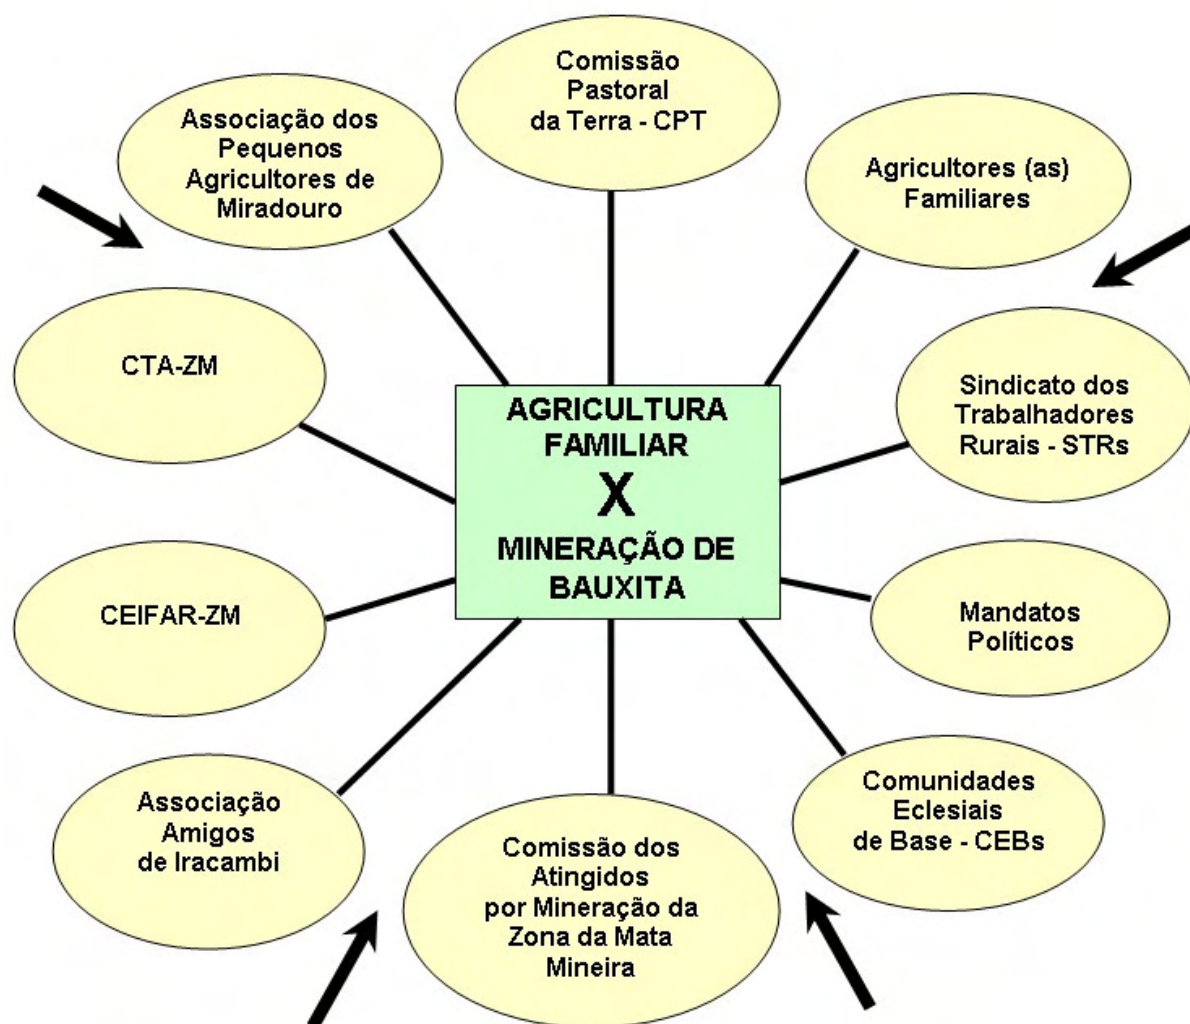 Comissão
Pastoral
da Terra - CPT
Associação dos
Pequenos
Agricultores de
Miradouro
Agricultores (as)
Familiares
CTA-ZM
Sindicato dos
Trabalhadores
Rurais - STRs
AGRICULTURA
FAMILIAR
X
MINERAÇÃO DE
BAUXITA
CEIFAR-ZM
Mandatos
Políticos
Associação
Amigos
de Iracambi
Comissão dos
Atingidos
por Mineração da
Zona da Mata
Mineira
Comunidades
Eclesiais
de Base - CEBs